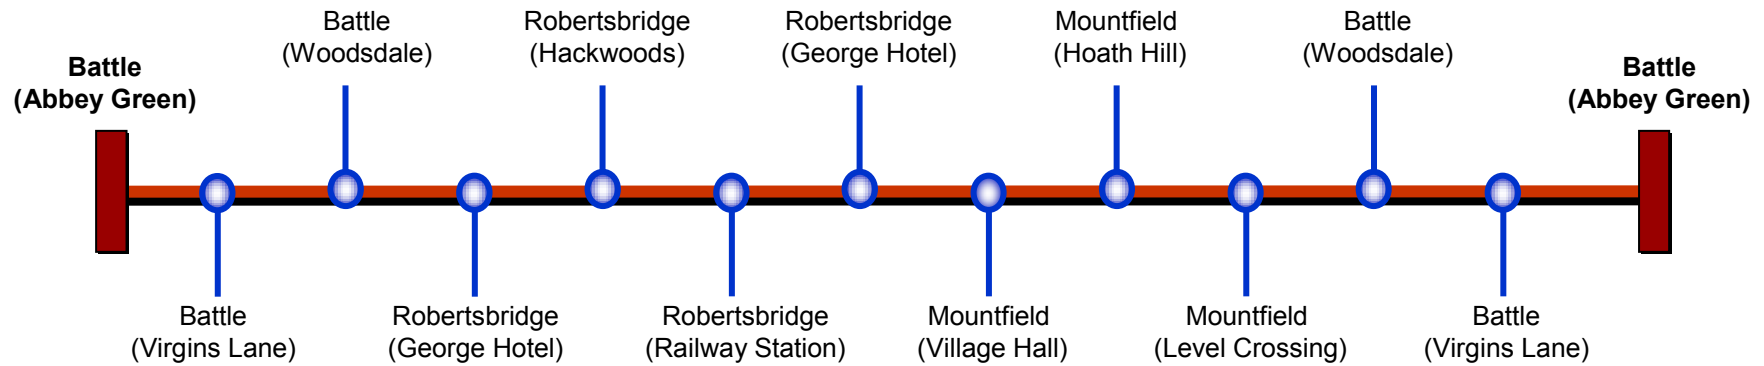 Battle
(Abbey Green)
Battle
(Virgins Lane)
Battle
(Woodsdale)
Robertsbridge
(George Hotel)
Robertsbridge
(Hackwoods)
Robertsbridge
(Railway Station)
Robertsbridge
(George Hotel)
Mountfield
(Village Hall)
Mountfield
(Hoath Hill)
Mountfield
(Level Crossing)
Battle
(Woodsdale)
Battle
(Virgins Lane)
Battle
(Abbey Green)